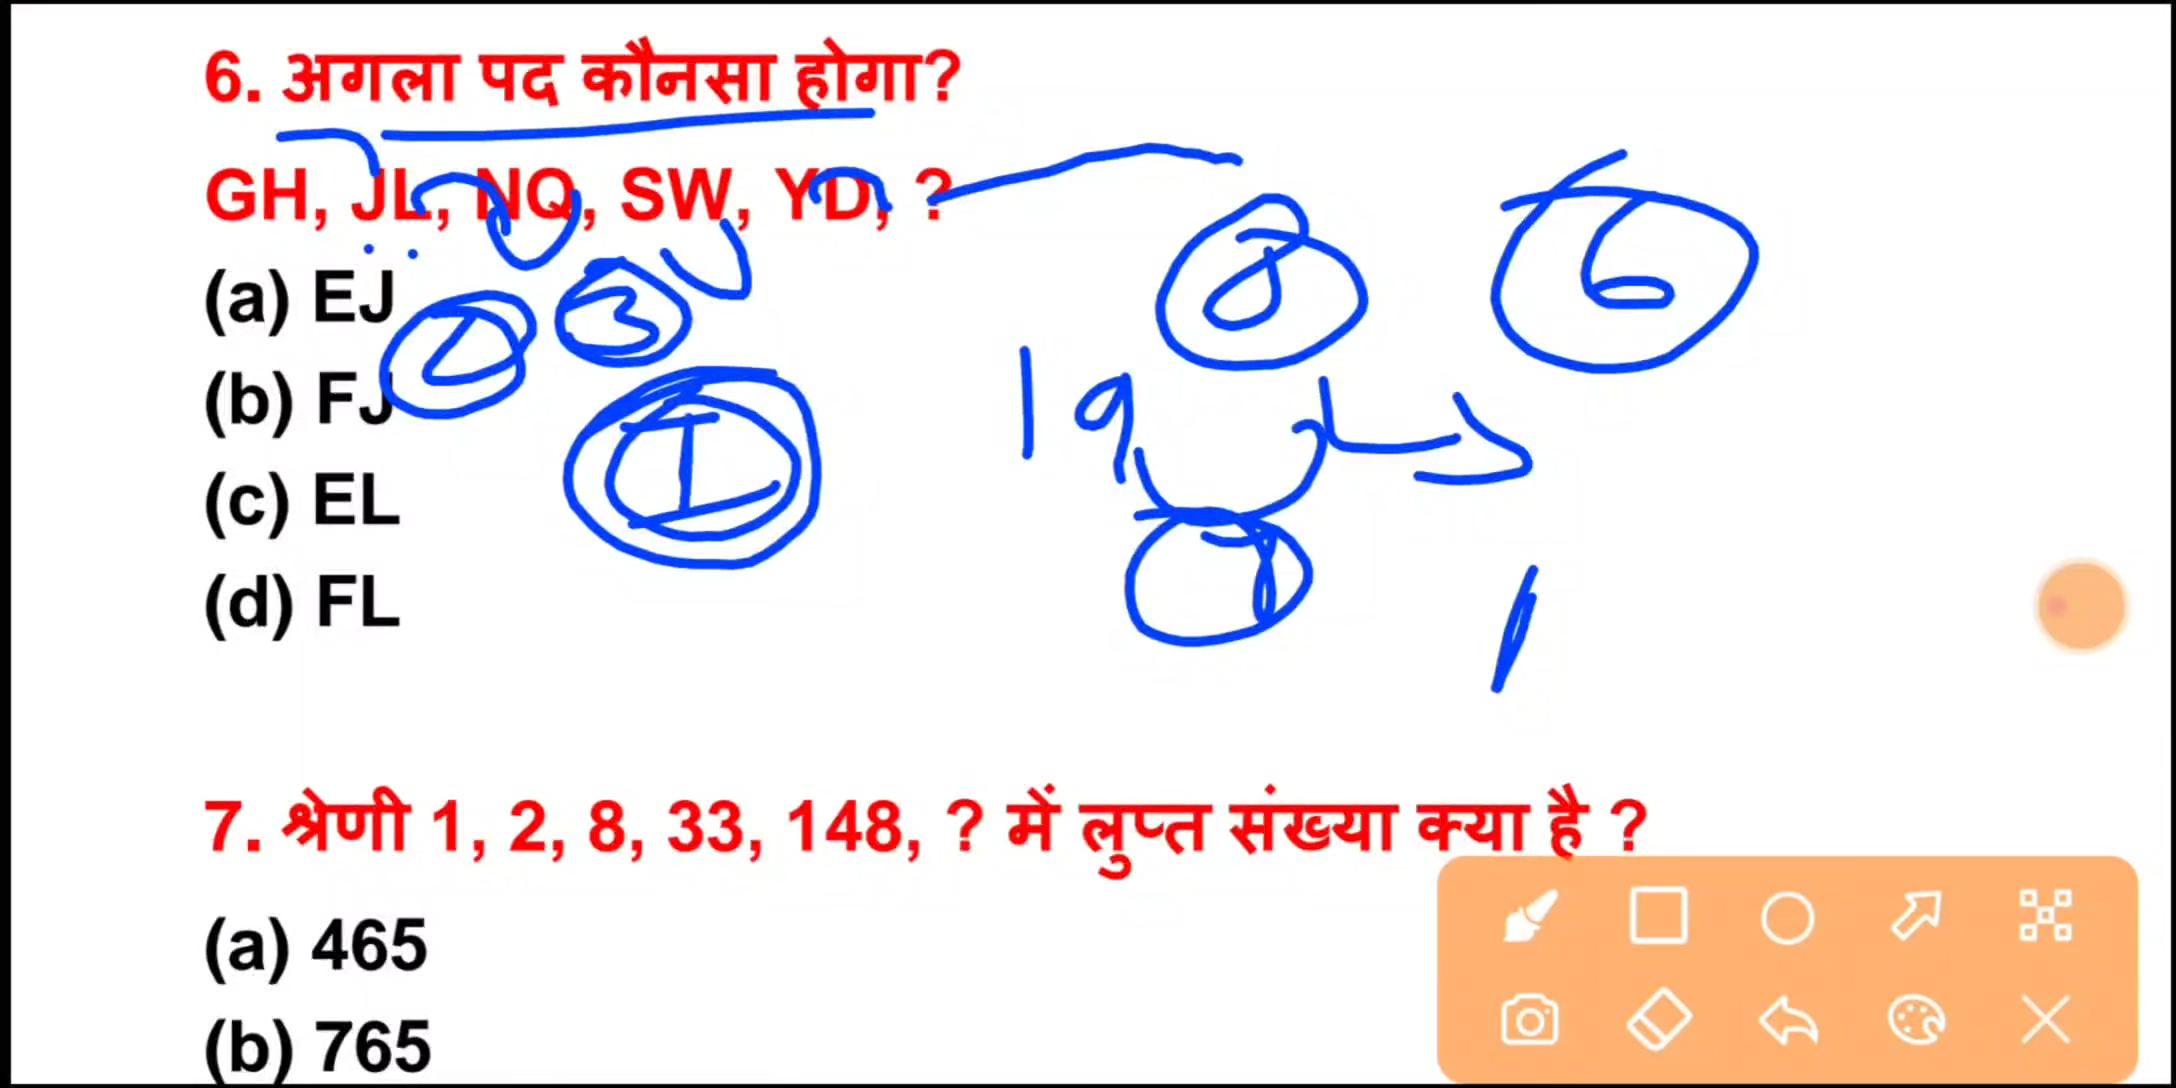 6. अगला पद कौनसा होगा?
GH, JL, NQ, SW, YD, ?
(a) EJ
(b) FJ
(c) EL
(d) FL
7. श्रेणी 1, 2, 8, 33, 148, ? में लुप्त संख्या क्या है ?
(a) 465
(b) 765